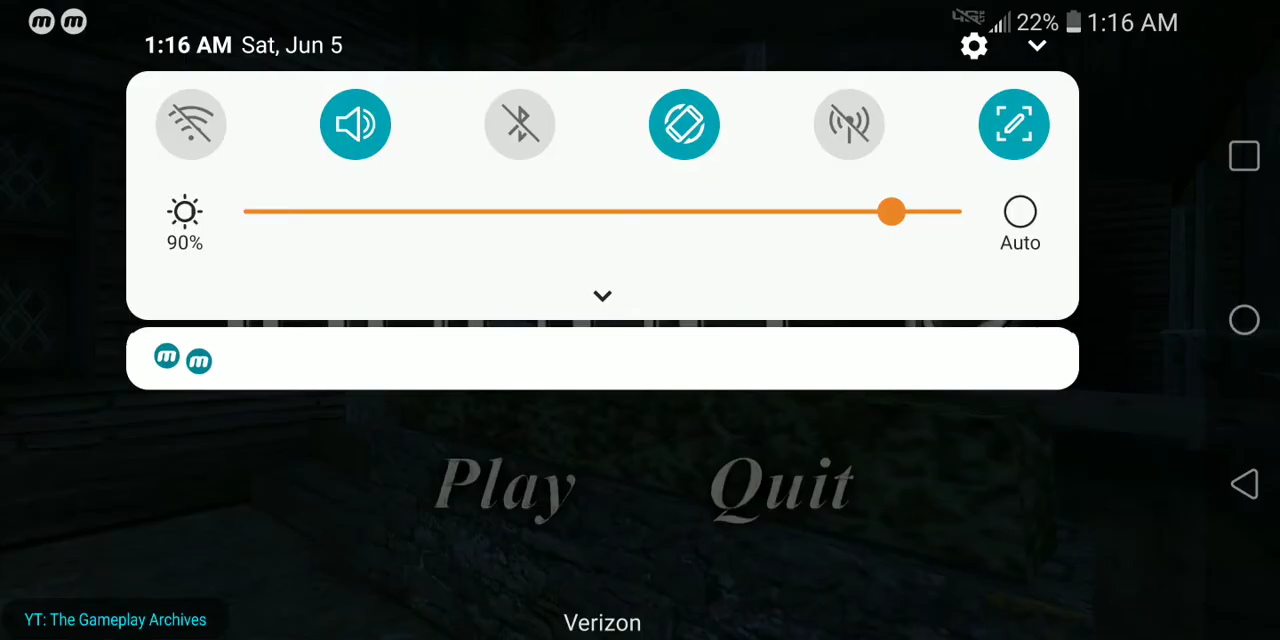 22% 1:16 AM
1:16 AM Sat, Jun 5
90%
Auto
Play Quit
YT: The Gameplay Archives
Verizon